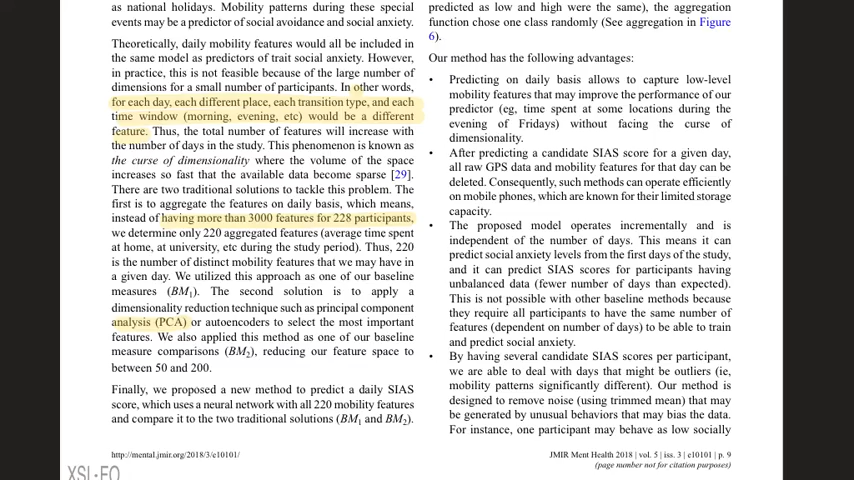 as national holidays. Mobility patterns during these special
events may be a predictor of social avoidance and social anxiety.
Theoretically, daily mobility features would all be included in
the same model as predictors of trait social anxiety. However,
in practice, this is not feasible because of the large number of
dimensions for a small number of participants. In other words,
for each day, each different place, each transition type, and each
time window (morning, evening, etc) would be a different
feature. Thus, the total number of features will increase with
the number of days in the study. This phenomenon is known as
the curse of dimensionality where the volume of the space
increases so fast that the available data become sparse [29].
There are two traditional solutions to tackle this problem. The
first is to aggregate the features on daily basis, which means,
instead of having more than 3000 features for 228 participants,
we determine only 220 aggregated features (average time spent
at home, at university, etc during the study period). Thus, 220
is the number of distinct mobility features that we may have in
a given day. We utilized this approach as one of our baseline
measures (BM1). The second solution is to apply a
dimensionality reduction technique such as principal component
analysis (PCA) or autoencoders to select the most important
features. We also applied this method as one of our baseline
measure comparisons (BM2), reducing our feature space to
between 50 and 200.
Finally, we proposed a new method to predict a daily SIAS
score, which uses a neural network with all 220 mobility features
and compare it to the two traditional solutions (BM1 and BM2).
predicted as low and high were the same), the aggregation
function chose one class randomly (See aggregation in Figure
6).
Our method has the following advantages:
• Predicting on daily basis allows to capture low-level
mobility features that may improve the performance of our
predictor (eg, time spent at some locations during the
evening of Fridays) without facing the curse of
dimensionality.
• After predicting a candidate SIAS score for a given day,
all raw GPS data and mobility features for that day can be
deleted. Consequently, such methods can operate efficiently
on mobile phones, which are known for their limited storage
capacity.
• The proposed model operates incrementally and is
independent of the number of days. This means it can
predict social anxiety levels from the first days of the study,
and it can predict SIAS scores for participants having
unbalanced data (fewer number of days than expected).
This is not possible with other baseline methods because
they require all participants to have the same number of
features (dependent on number of days) to be able to train
and predict social anxiety.
• By having several candidate SIAS scores per participant,
we are able to deal with days that might be outliers (ie,
mobility patterns significantly different). Our method is
designed to remove noise (using trimmed mean) that may
be generated by unusual behaviors that may bias the data.
For instance, one participant may behave as low socially
http://mental.jmir.org/2018/3/e10101/
JMIR Ment Health 2018 | vol. 5 | iss. 3 | e10101 | p. 9
(page number not for citation purposes)
XSL•FO